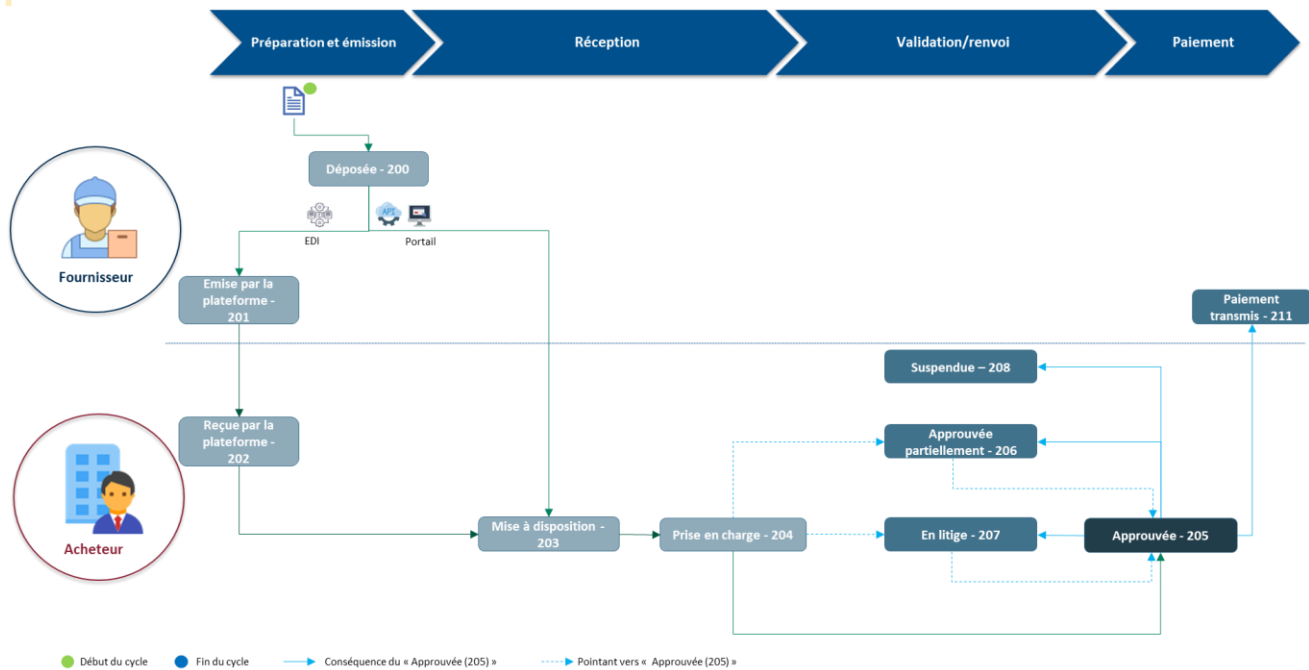 Préparation et émission
Réception
Validation/renvoi
Paiement
Déposée - 200
EDI
API
Portail
Fournisseur
Emise par la
plateforme -
201
Paiement
transmis - 211
Suspendue – 208
Reçue par la
plateforme -
202
Approuvée
partiellement - 206
Acheteur
Mise à disposition -
203
Prise en charge - 204
En litige - 207
Approuvée - 205
Début du cycle
Fin du cycle
Conséquence du « Approuvée (205) »
Pointant vers « Approuvée (205) »